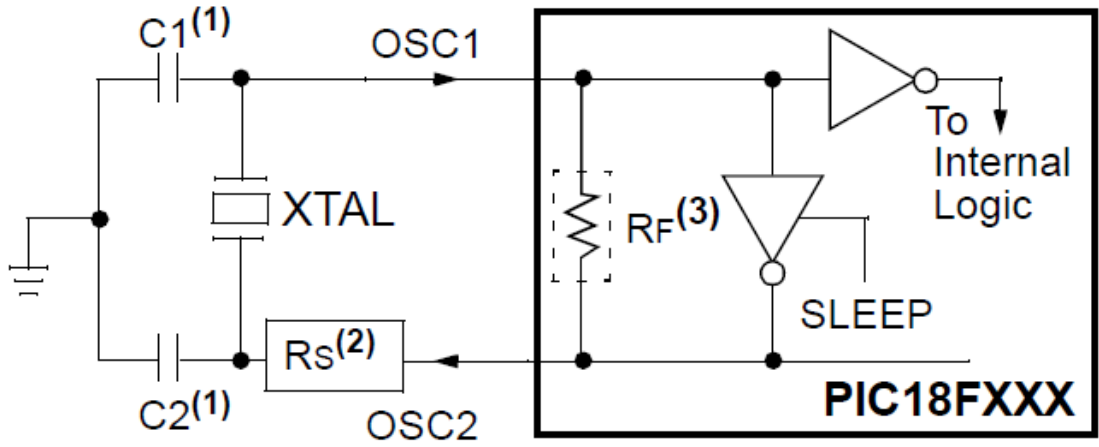 C1(1)
OSC1
To
Internal
Logic
XTAL
RF(3)
SLEEP
RS(2)
C2(1)
OSC2
PIC18FXXX